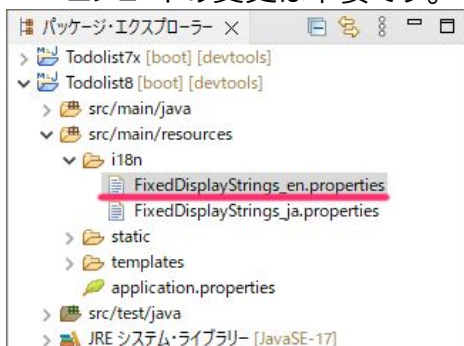 パッケージ・エクスプローラー ×
Todolist7x [boot] [devtools]
Todolist8 [boot] [devtools]
src/main/java
src/main/resources
i18n
FixedDisplayStrings_en.properties
FixedDisplayStrings_ja.properties
static
templates
application.properties
src/test/java
JRE システム・ライブラリー [JavaSE-17]